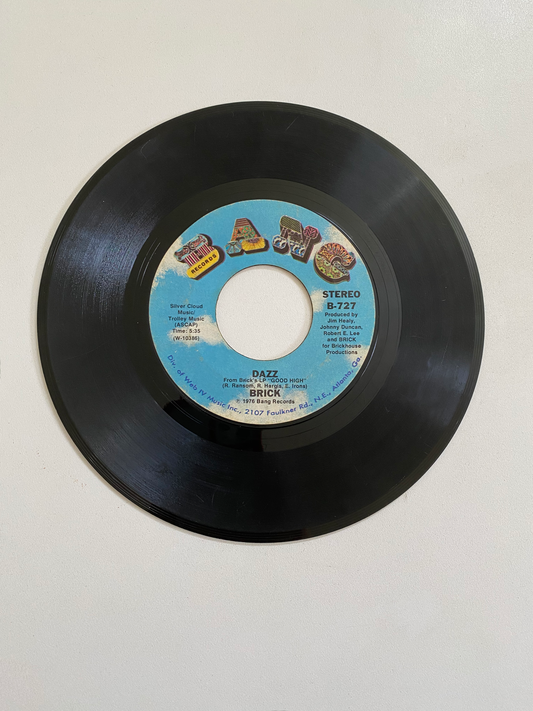 BANG
RECORDS
STEREO
B-727
Produced by
Jim Healy,
Johnny Duncan,
Robert E. Lee
and BRICK
for Brickhouse
Productions
Silver Cloud
Music/
Trolley Music
(ASCAP)
Time: 5:35
(W-10386)
DAZZ
From Brick's LP "GOOD HIGH"
(R. Ransom, R. Hargis, E. Irons)
BRICK
℗ 1976 Bang Records
Div. of Web IV Music Inc., 2107 Faulkner Rd., N.E., Atlanta, Ga.